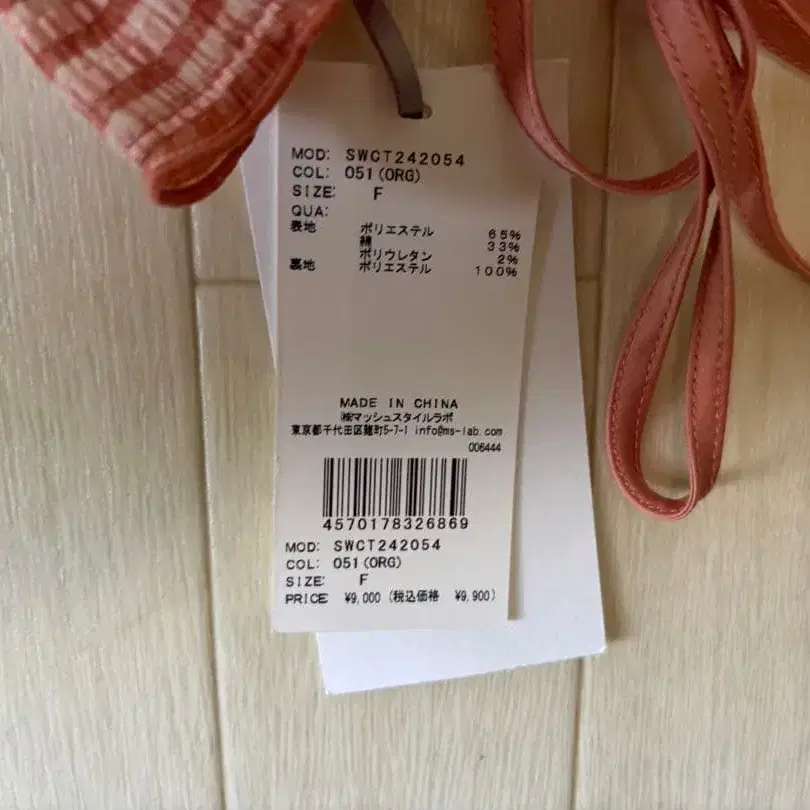 MOD: SWCT242054
COL: 051(ORG)
SIZE: F
QUA:
表地 ポリエステル 65%
綿 33%
ポリウレタン 2%
裏地 ポリエステル 100%
MADE IN CHINA
㈱マッシュスタイルラボ
東京都千代田区麹町5-7-1 info@ms-lab.com
006444
4570178326869
MOD: SWCT242054
COL: 051(ORG)
SIZE: F
PRICE: ¥9,000 (税込価格 ¥9,900)